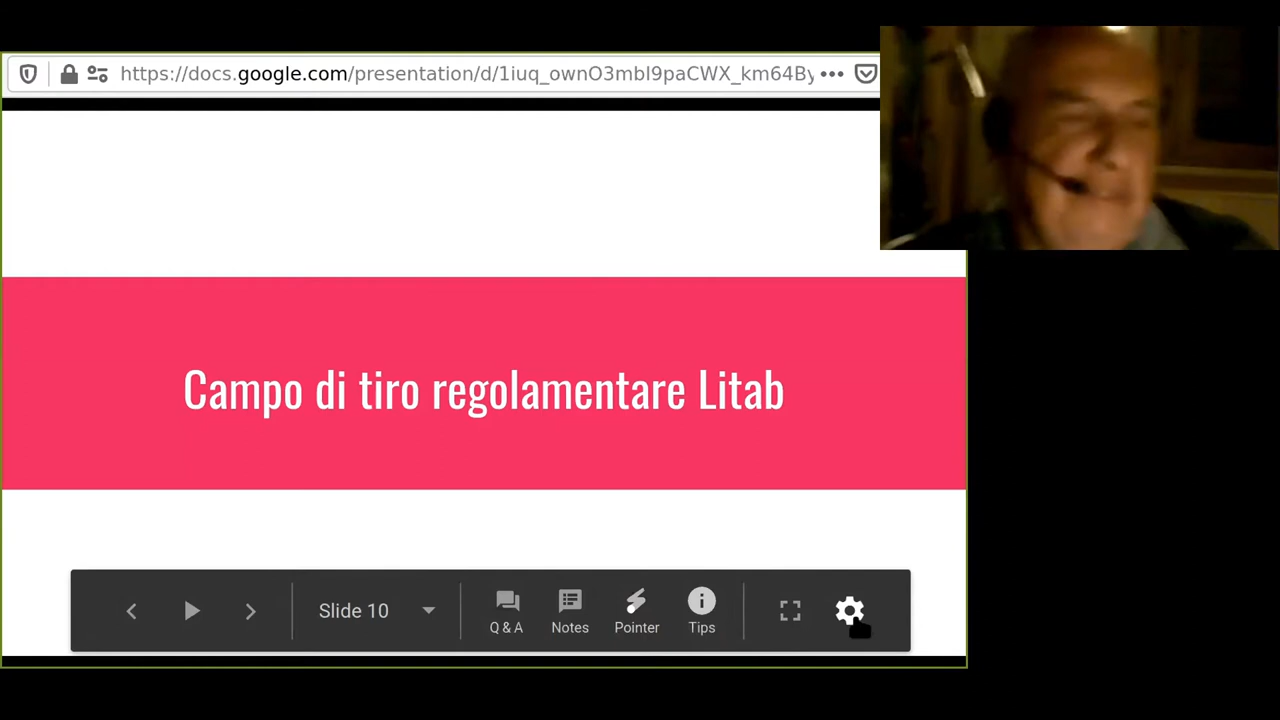 https://docs.google.com/presentation/d/1iuq_ownO3mbl9paCWX_km64By
Campo di tiro regolamentare Litab
Slide 10
Q & A
Notes
Pointer
Tips